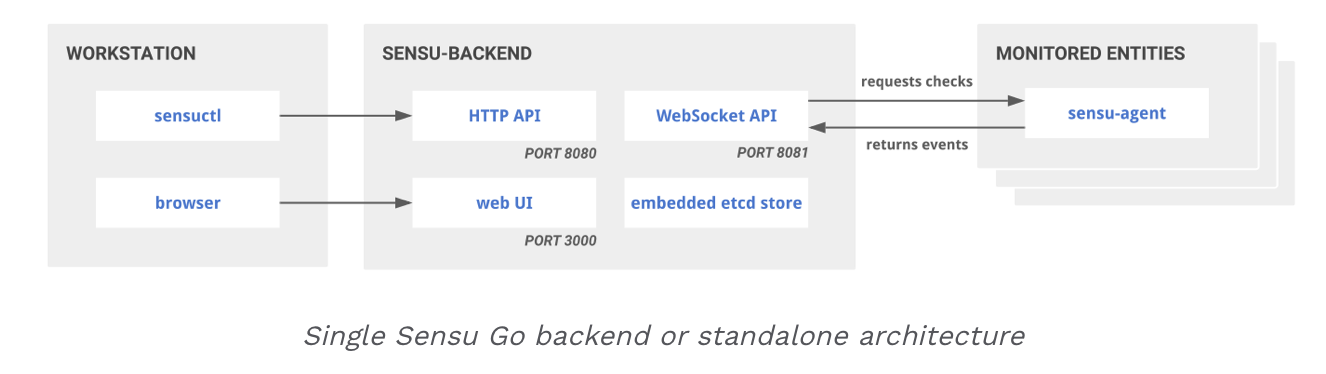 WORKSTATION
sensuctl
browser
SENSU-BACKEND
HTTP API
PORT 8080
web UI
PORT 3000
WebSocket API
PORT 8081
embedded etcd store
requests checks
returns events
MONITORED ENTITIES
sensu-agent
Single Sensu Go backend or standalone architecture